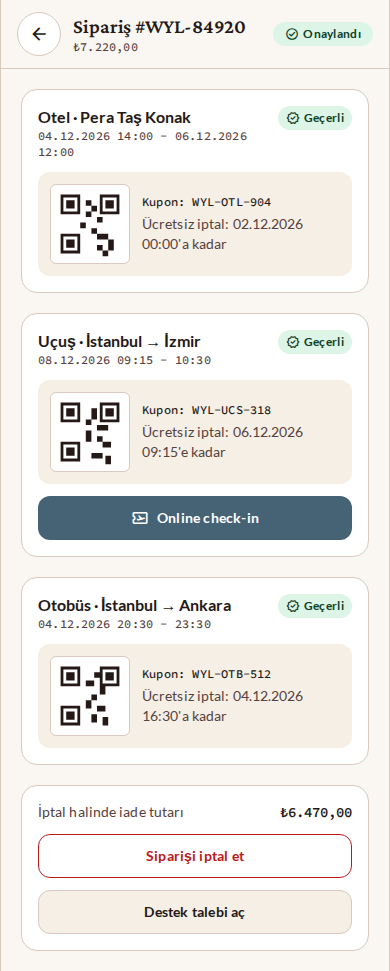 Sipariş #WYL-84920
₺7.220,00
Onaylandı
Otel · Pera Taş Konak
Geçerli
04.12.2026 14:00 – 06.12.2026
12:00
Kupon: WYL-OTL-904
Ücretsiz iptal: 02.12.2026
00:00'a kadar
Uçuş · İstanbul → İzmir
Geçerli
08.12.2026 09:15 – 10:30
Kupon: WYL-UCS-318
Ücretsiz iptal: 06.12.2026
09:15'e kadar
Online check-in
Otobüs · İstanbul → Ankara
Geçerli
04.12.2026 20:30 – 23:30
Kupon: WYL-OTB-512
Ücretsiz iptal: 04.12.2026
16:30'a kadar
İptal halinde iade tutarı
₺6.470,00
Siparişi iptal et
Destek talebi aç